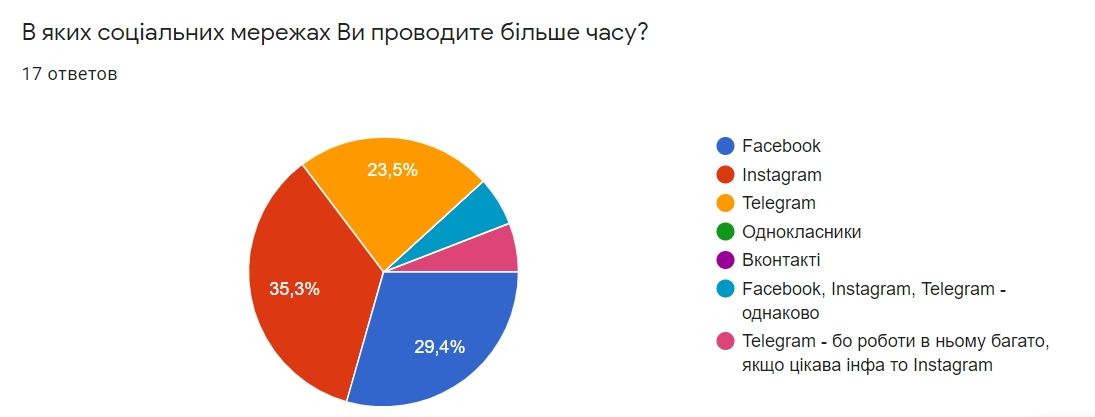 В яких соціальних мережах Ви проводите більше часу?
17 ответов
23,5%
35,3%
29,4%
Facebook
Instagram
Telegram
Однокласники
Вконтакті
Facebook, Instagram, Telegram -
однаково
Telegram - бо роботи в ньому багато,
якщо цікава інфа то Instagram